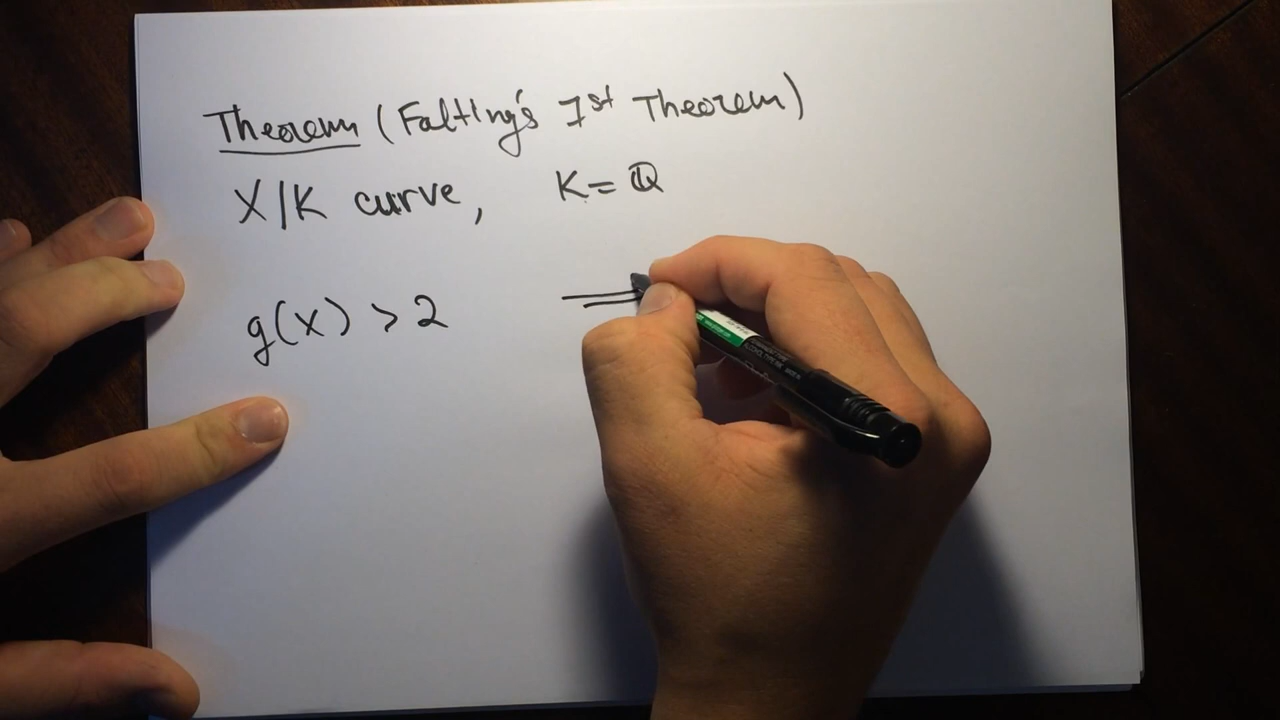 Theorem (Falting's 1st Theorem)
X/K curve, K = ℚ
g(x) > 2